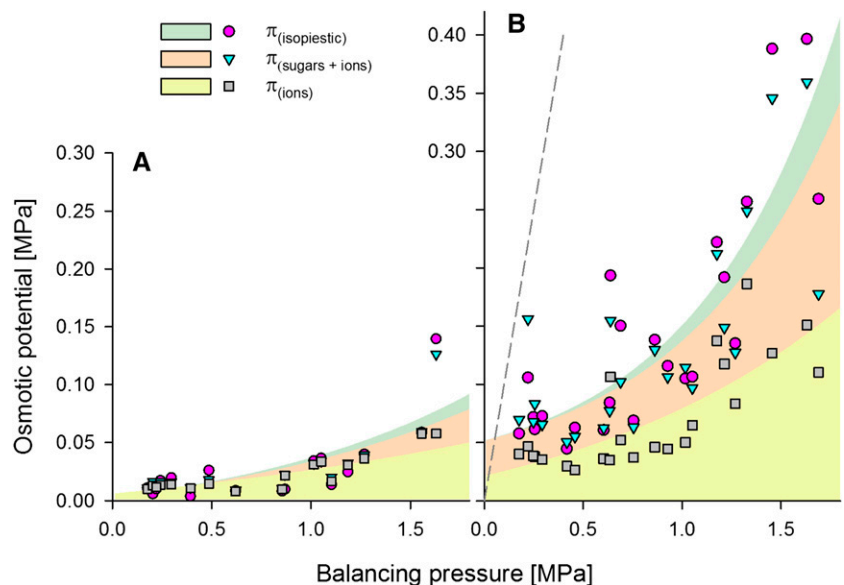 π(isopiestic)
π(sugars + ions)
π(ions)
A
B
Osmotic potential [MPa]
0.30
0.25
0.20
0.15
0.10
0.05
0.00
0.40
0.35
0.30
0.25
0.20
0.15
0.10
0.05
0.00
0.0 0.5 1.0 1.5
0.0 0.5 1.0 1.5
Balancing pressure [MPa]